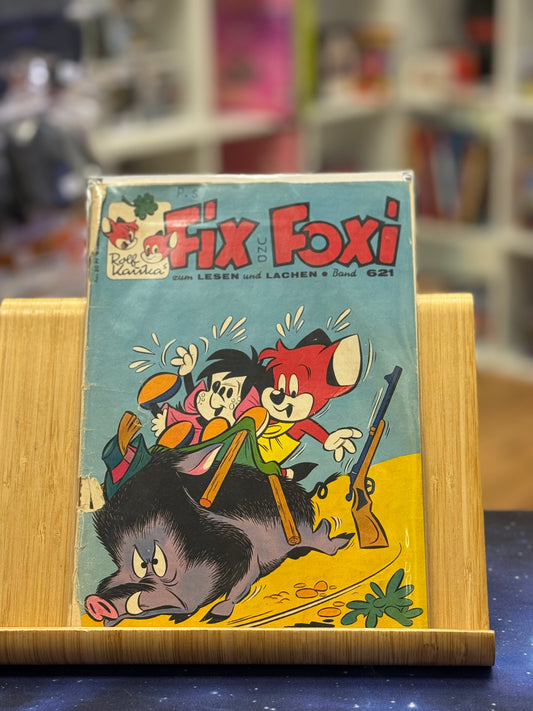 P.S
Fix UND Foxi
Rolf Kauka's
zum LESEN und LACHEN • Band 621